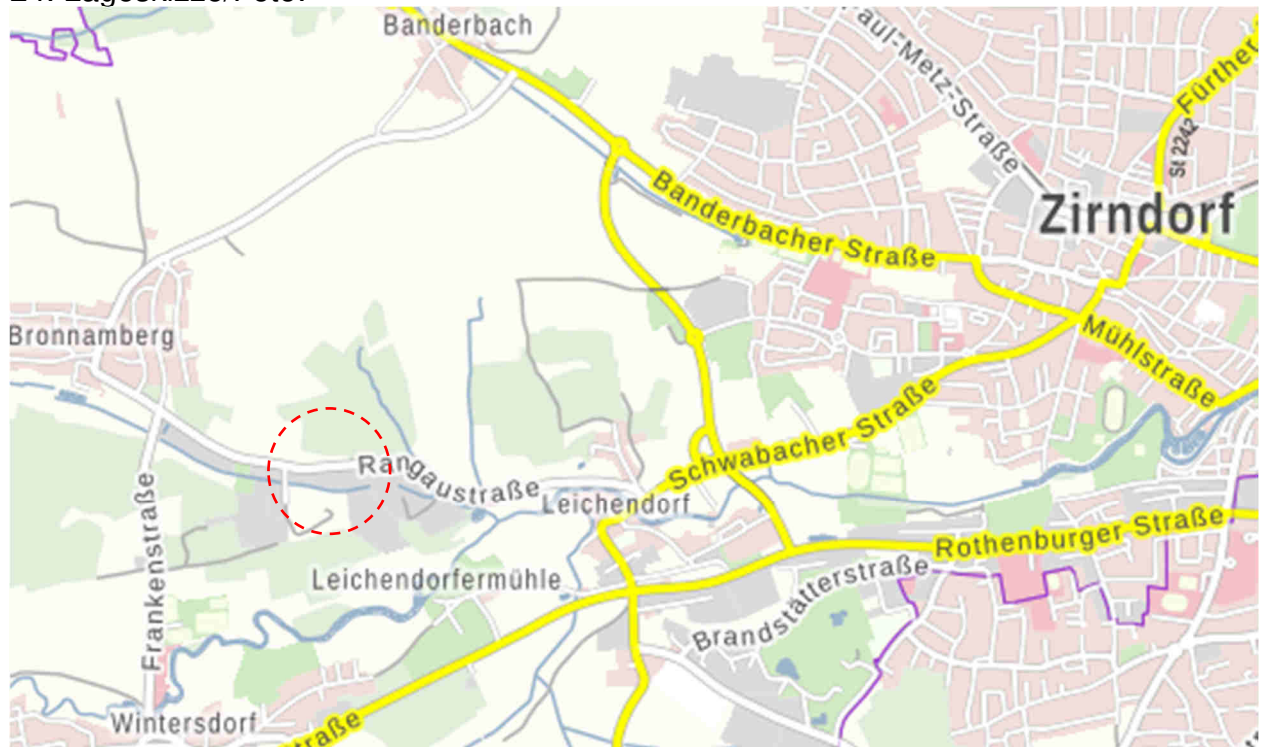 Banderbach
Paul-Metz-Straße
Fürther
St 2242
Zirndorf
Banderbacher Straße
Bronnamberg
Mühlstraße
Schwabacher Straße
Rangaustraße
Leichendorf
Frankenstraße
Rothenburger Straße
Leichendorfermühle
Brandstätterstraße
Wintersdorf
straße